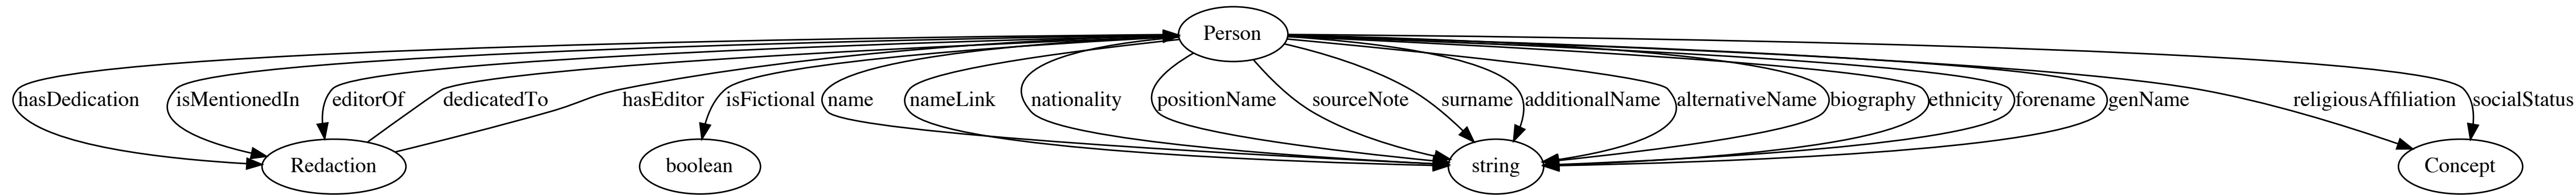 Person
hasDedication
isMentionedIn
editorOf
dedicatedTo
hasEditor
isFictional
name
nameLink
nationality
positionName
sourceNote
surname
additionalName
alternativeName
biography
ethnicity
forename
genName
religiousAffiliation
socialStatus
Redaction
boolean
string
Concept